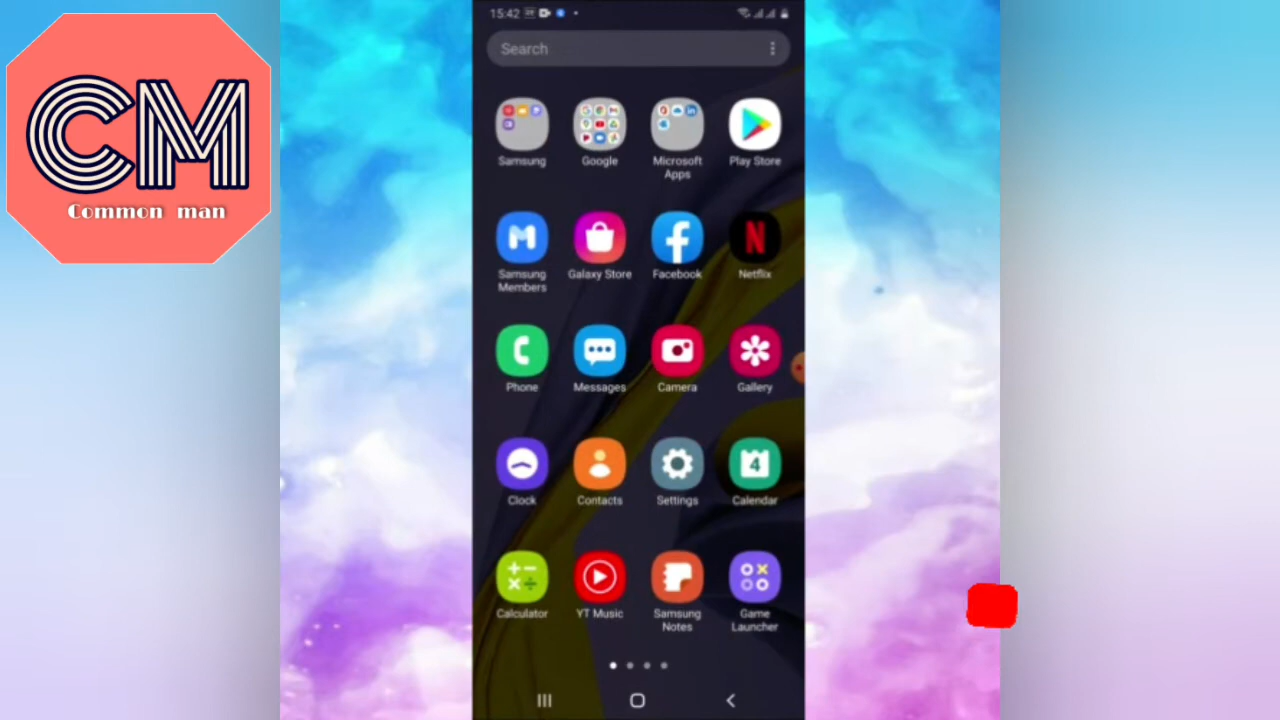 15:42
Search
CM
Common man
Samsung
Google
Microsoft Apps
Play Store
Samsung Members
Galaxy Store
Facebook
Netflix
Phone
Messages
Camera
Gallery
Clock
Contacts
Settings
4
Calendar
Calculator
YT Music
Samsung Notes
Game Launcher